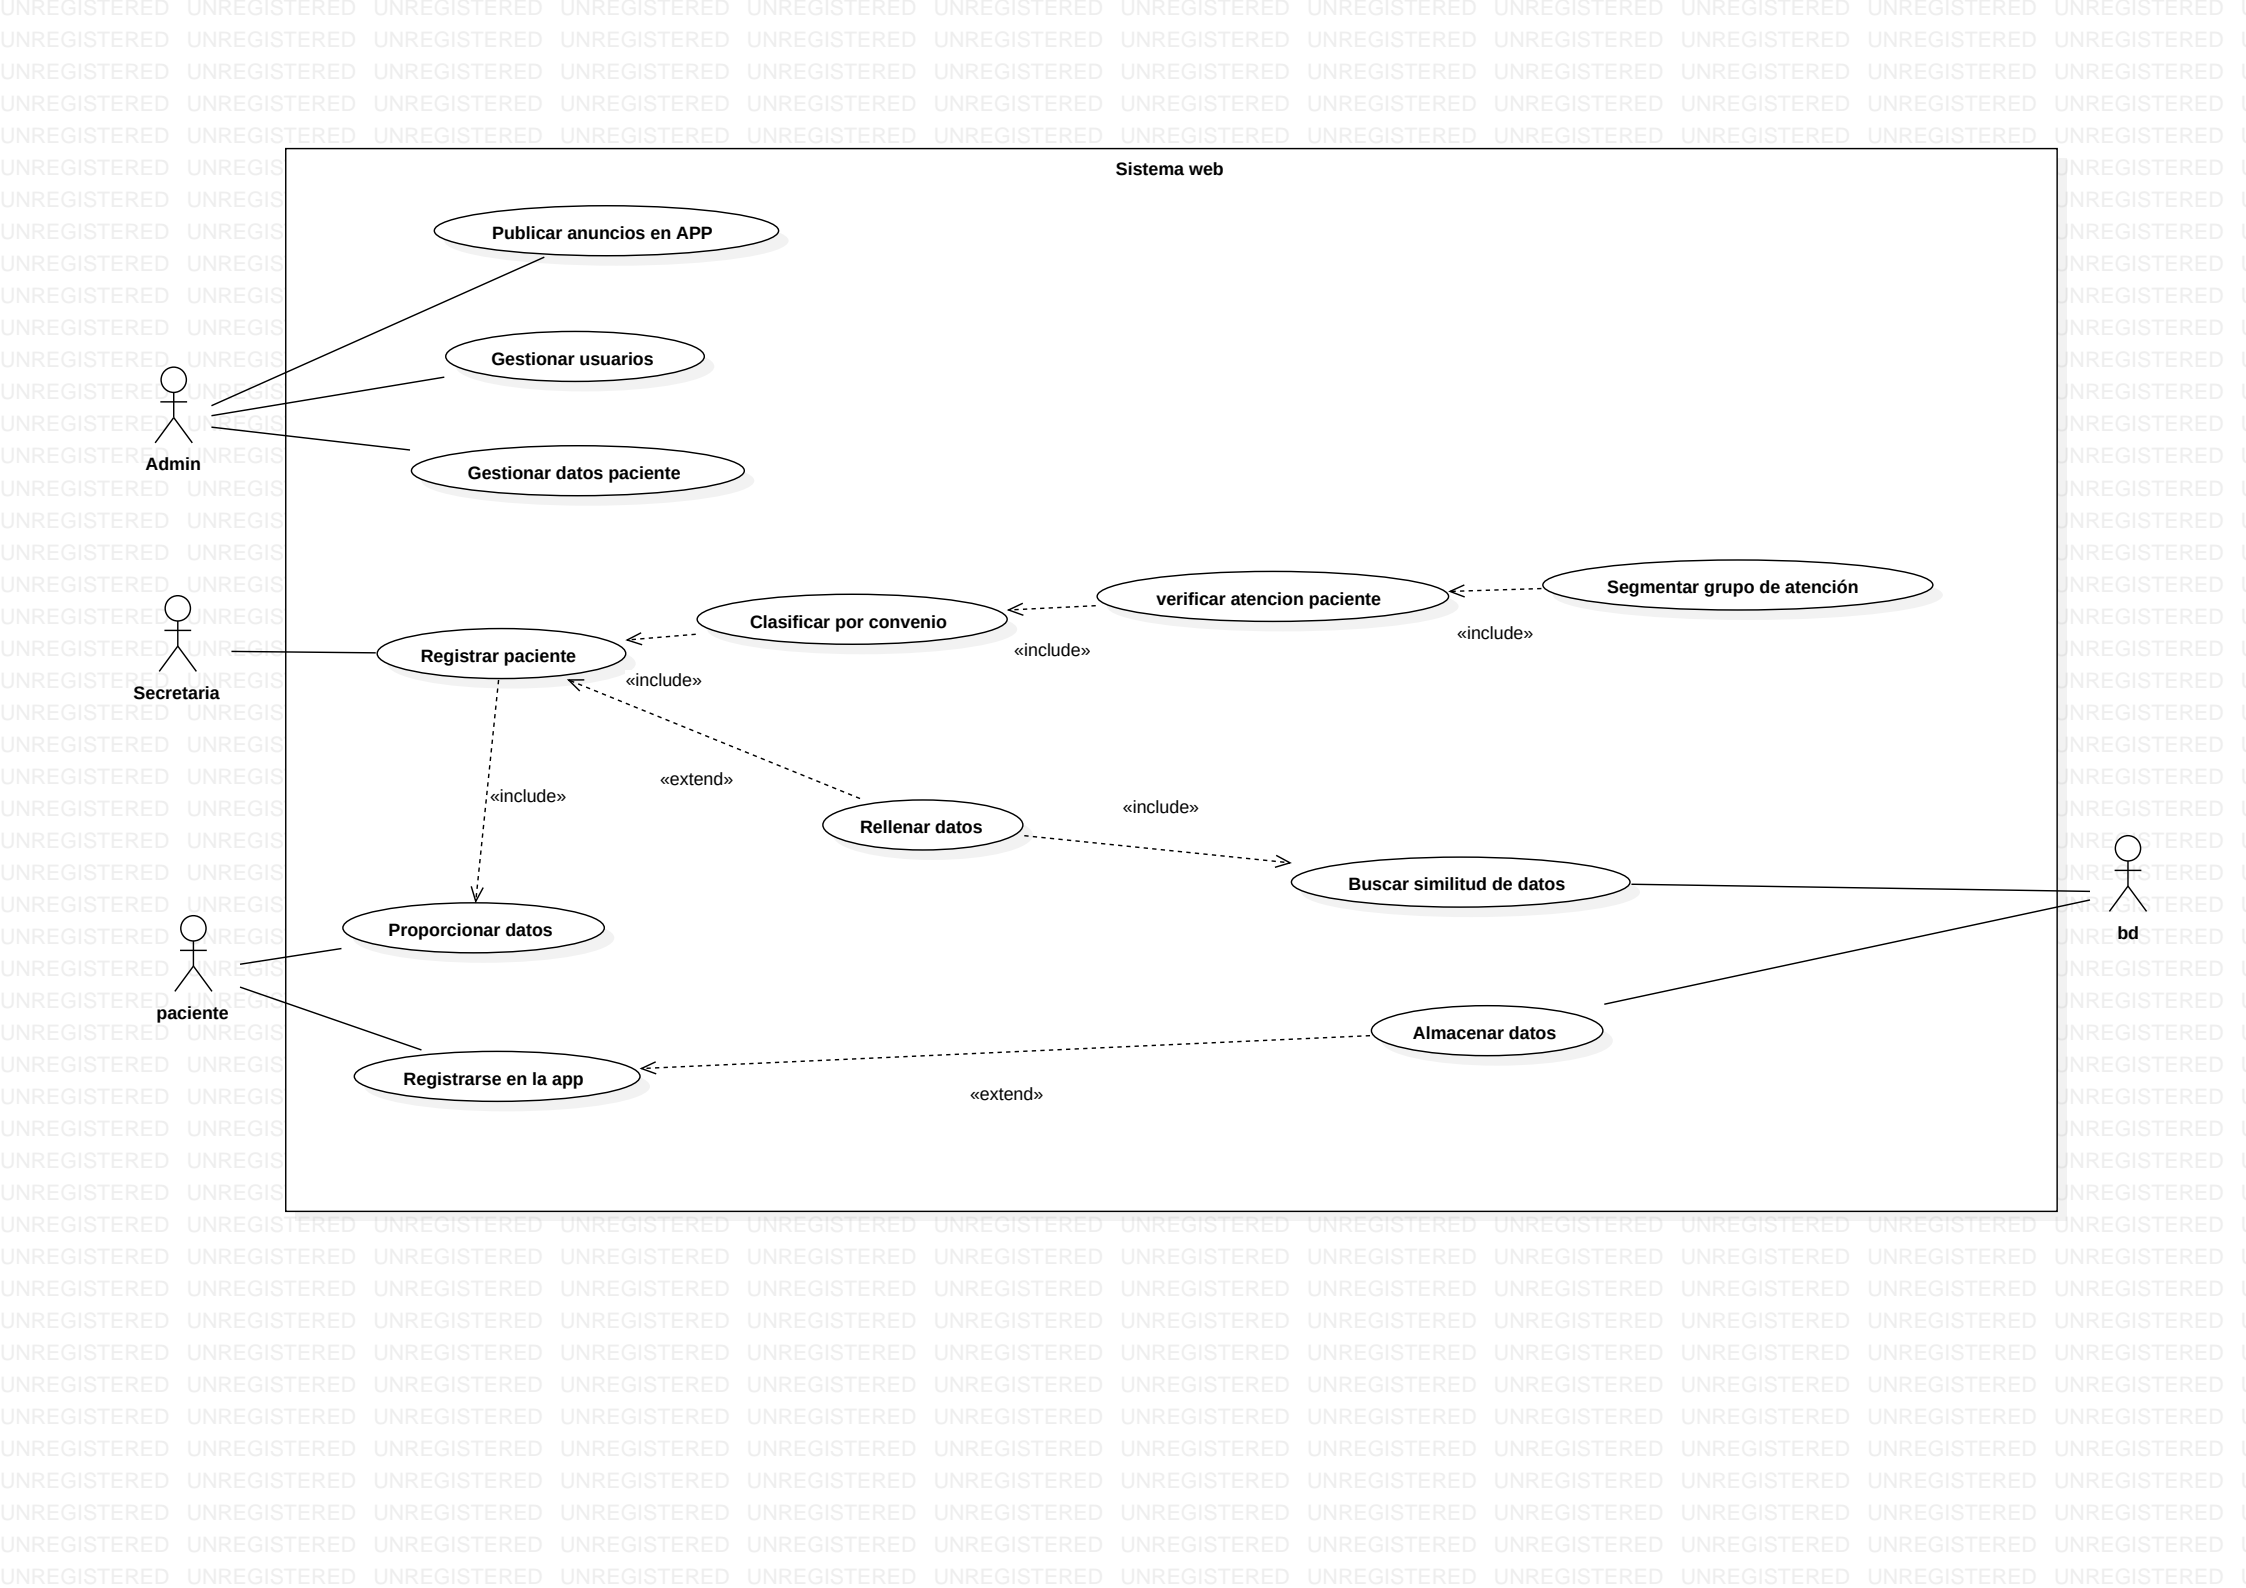 Sistema web
Publicar anuncios en APP
Gestionar usuarios
Admin
Gestionar datos paciente
Segmentar grupo de atención
verificar atencion paciente
Clasificar por convenio
«include»
«include»
Registrar paciente
«include»
Secretaria
«extend»
«include»
«include»
Rellenar datos
Buscar similitud de datos
Proporcionar datos
bd
paciente
Almacenar datos
Registrarse en la app
«extend»
UNREGISTERED